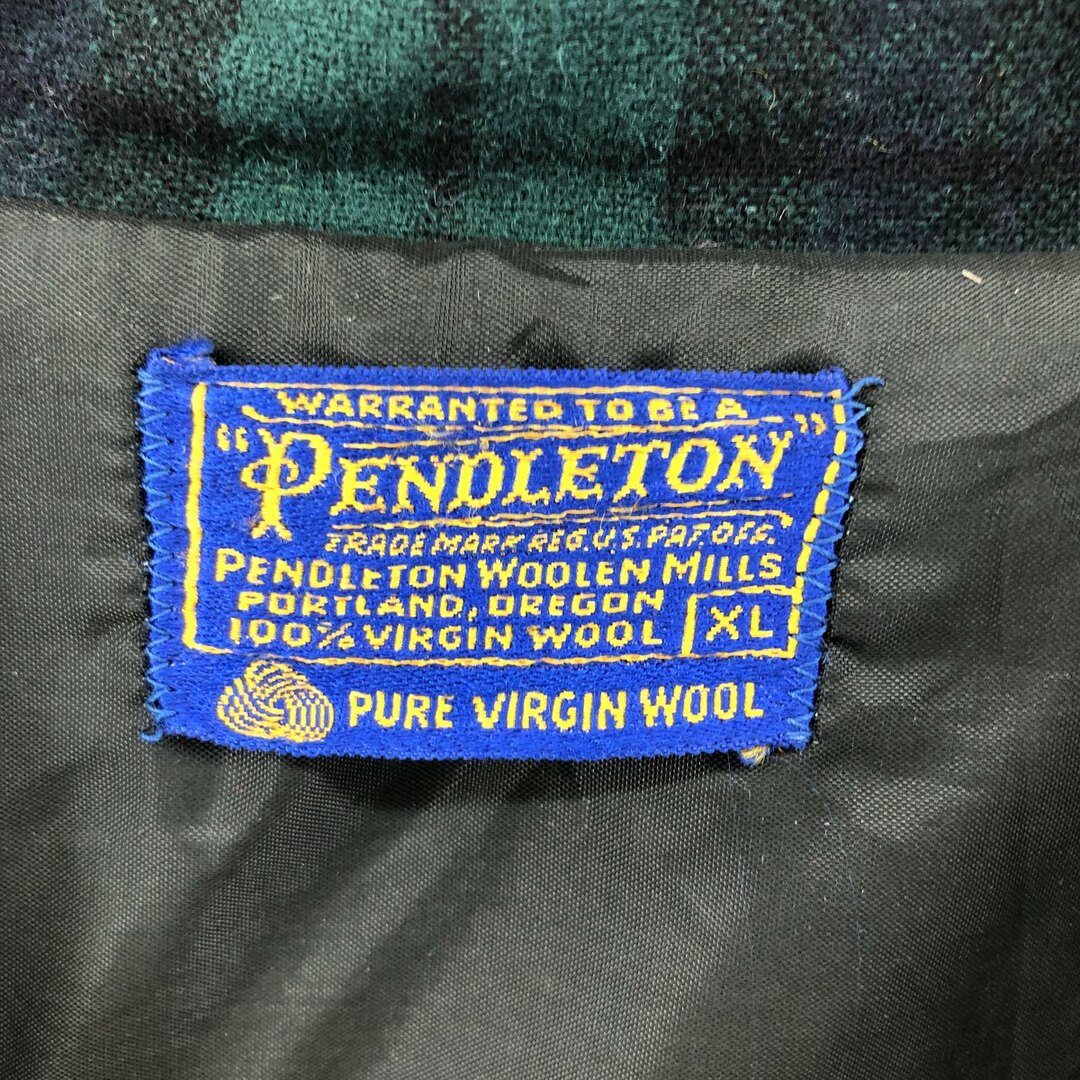 WARRANTED TO BE A
"PENDLETON"
TRADE MARK REG. U.S. PAT. OFF.
PENDLETON WOOLEN MILLS
PORTLAND, OREGON
100% VIRGIN WOOL XL
PURE VIRGIN WOOL